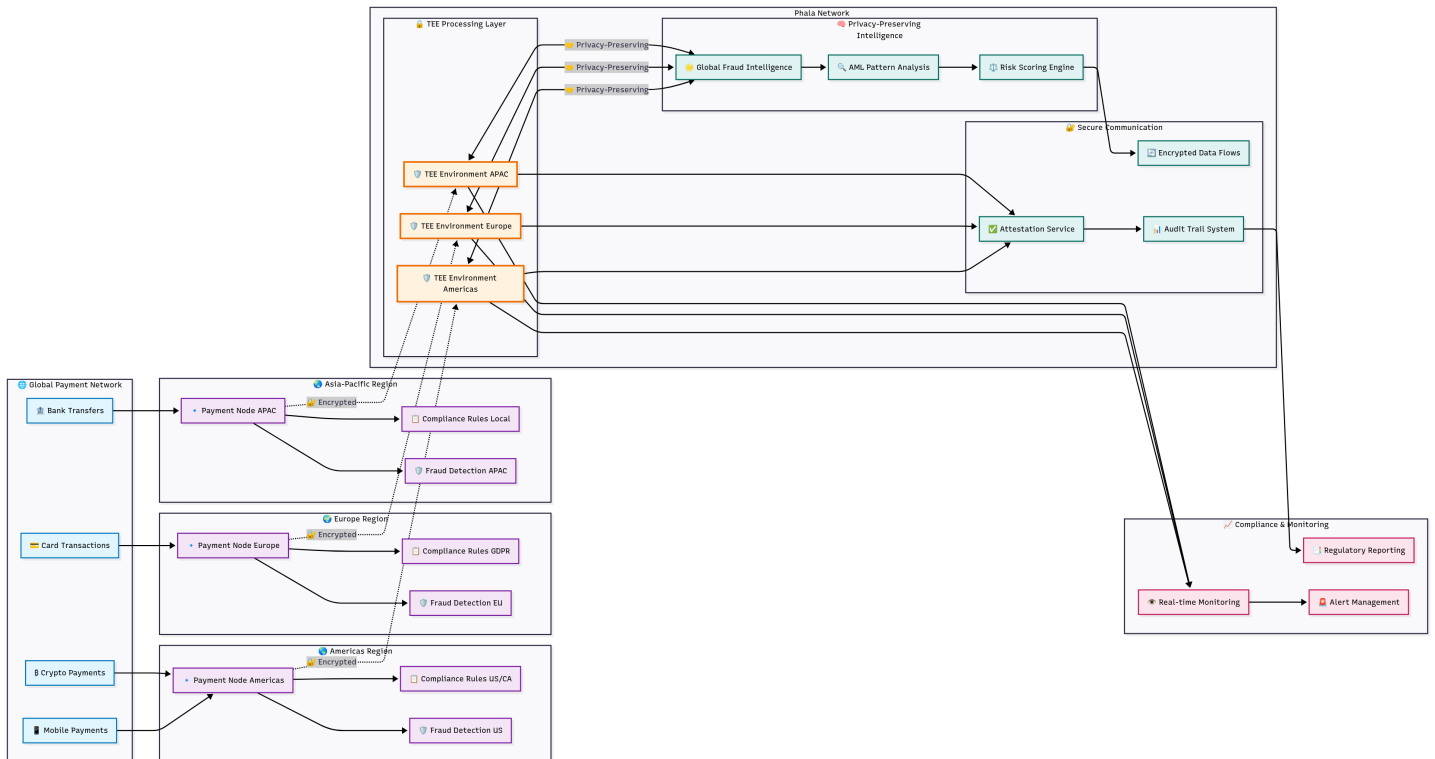 Phala Network
🔒 TEE Processing Layer
🧠 Privacy-Preserving
Intelligence
🤝 Privacy-Preserving
🤝 Privacy-Preserving
🤝 Privacy-Preserving
🌟 Global Fraud Intelligence
🔍 AML Pattern Analysis
⚖️ Risk Scoring Engine
🔐 Secure Communication
🔄 Encrypted Data Flows
🛡️ TEE Environment APAC
🛡️ TEE Environment Europe
🛡️ TEE Environment
Americas
✅ Attestation Service
📊 Audit Trail System
🌐 Global Payment Network
🏦 Bank Transfers
💳 Card Transactions
₿ Crypto Payments
📱 Mobile Payments
🌏 Asia-Pacific Region
🔹 Payment Node APAC
🔐 Encrypted
📋 Compliance Rules Local
🛡️ Fraud Detection APAC
🌍 Europe Region
🔹 Payment Node Europe
🔐 Encrypted
📋 Compliance Rules GDPR
🛡️ Fraud Detection EU
🌎 Americas Region
🔹 Payment Node Americas
🔐 Encrypted
📋 Compliance Rules US/CA
🛡️ Fraud Detection US
📈 Compliance & Monitoring
📑 Regulatory Reporting
👁️ Real-time Monitoring
🚨 Alert Management